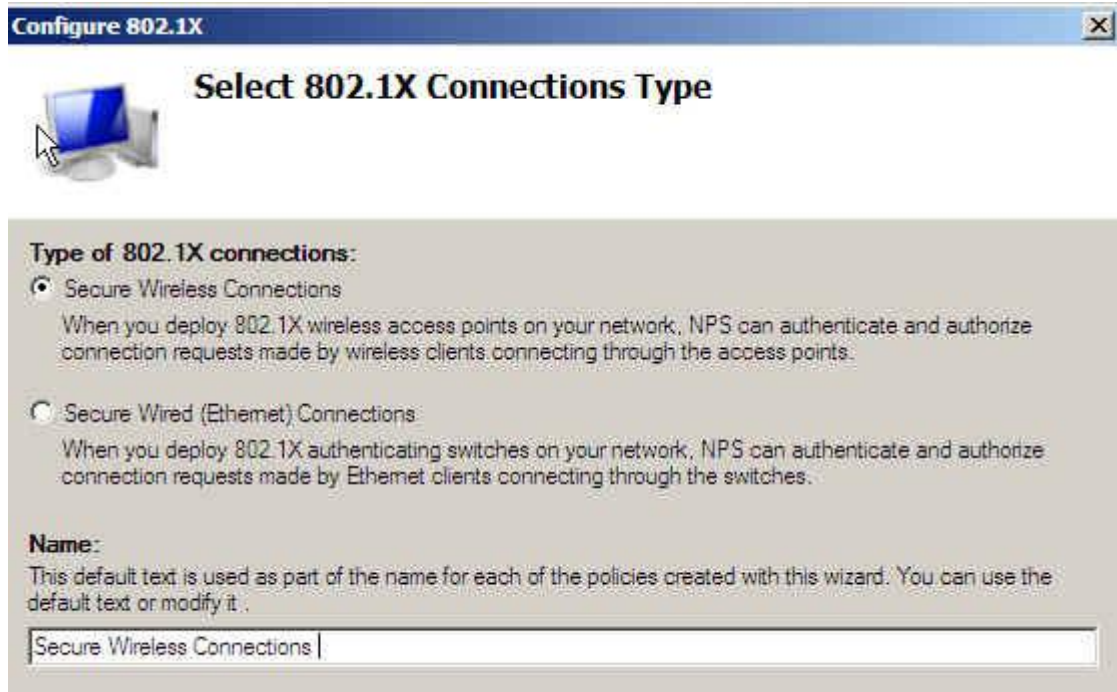 Configure 802.1X
Select 802.1X Connections Type
Type of 802.1X connections:
Secure Wireless Connections
When you deploy 802.1X wireless access points on your network, NPS can authenticate and authorize
connection requests made by wireless clients connecting through the access points.
Secure Wired (Ethernet) Connections
When you deploy 802.1X authenticating switches on your network, NPS can authenticate and authorize
connection requests made by Ethernet clients connecting through the switches.
Name:
This default text is used as part of the name for each of the policies created with this wizard. You can use the
default text or modify it .
Secure Wireless Connections